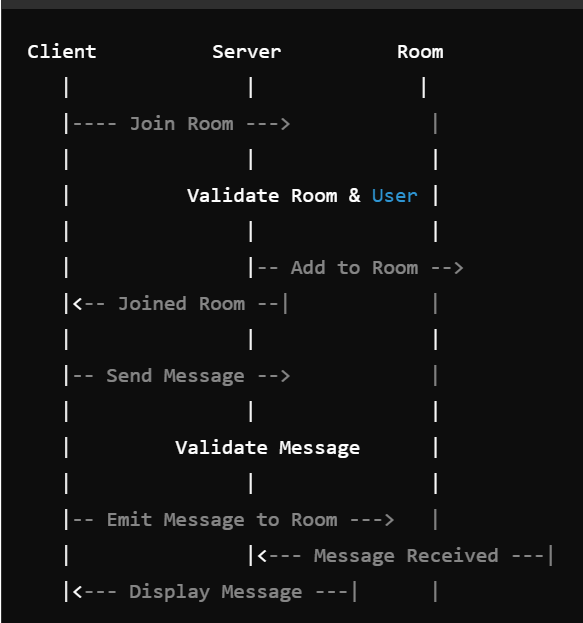 Client          Server          Room
   |               |              |
   |---- Join Room --->            |
   |               |               |
   |          Validate Room & User |
   |               |               |
   |               |-- Add to Room -->
   |<-- Joined Room --|            |
   |               |               |
   |-- Send Message -->            |
   |               |               |
   |         Validate Message      |
   |               |               |
   |-- Emit Message to Room --->   |
   |               |<--- Message Received ---|
   |<--- Display Message ---|      |